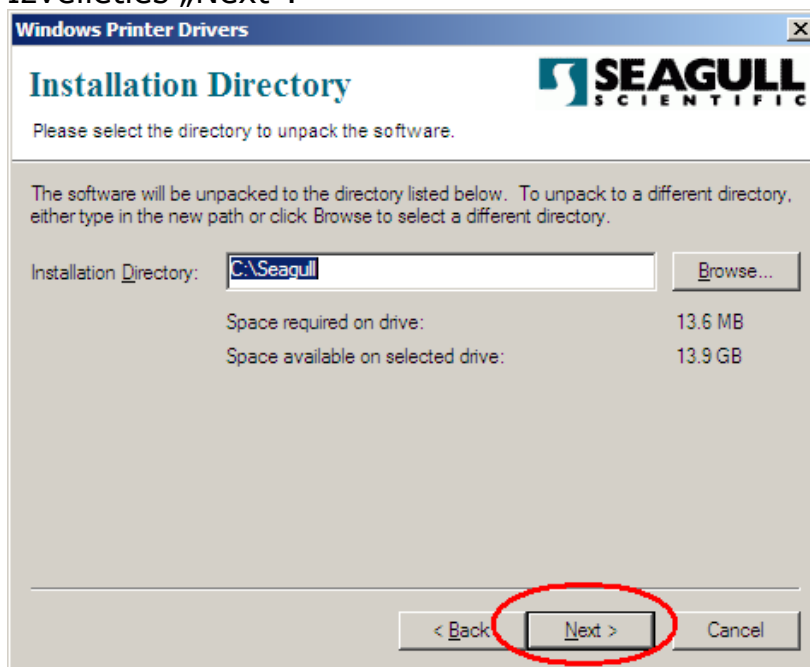 Izvēlieties „Next”.
Windows Printer Drivers
Installation Directory
SEAGULL
SCIENTIFIC
Please select the directory to unpack the software.
The software will be unpacked to the directory listed below. To unpack to a different directory,
either type in the new path or click Browse to select a different directory.
Installation Directory: C:\Seagull Browse...
Space required on drive: 13.6 MB
Space available on selected drive: 13.9 GB
< Back Next > Cancel